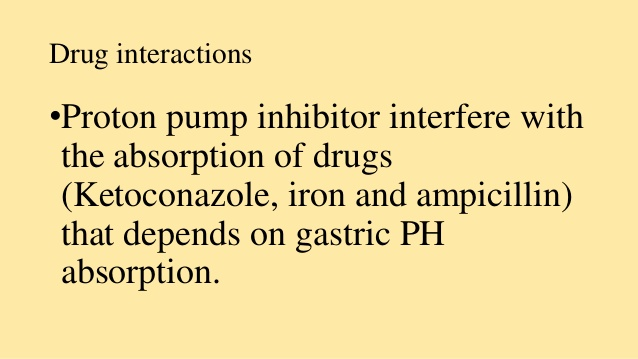 Drug interactions
•Proton pump inhibitor interfere with
the absorption of drugs
(Ketoconazole, iron and ampicillin)
that depends on gastric PH
absorption.